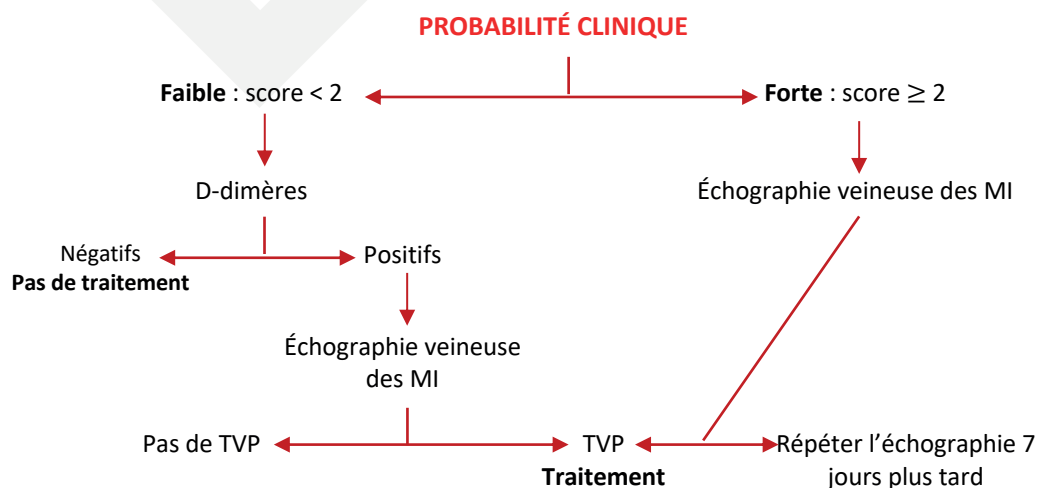 PROBABILITÉ CLINIQUE
Faible : score < 2
Forte : score ≥ 2
D-dimères
Échographie veineuse des MI
Négatifs
Pas de traitement
Positifs
Échographie veineuse
des MI
Pas de TVP
TVP
Traitement
Répéter l’échographie 7
jours plus tard